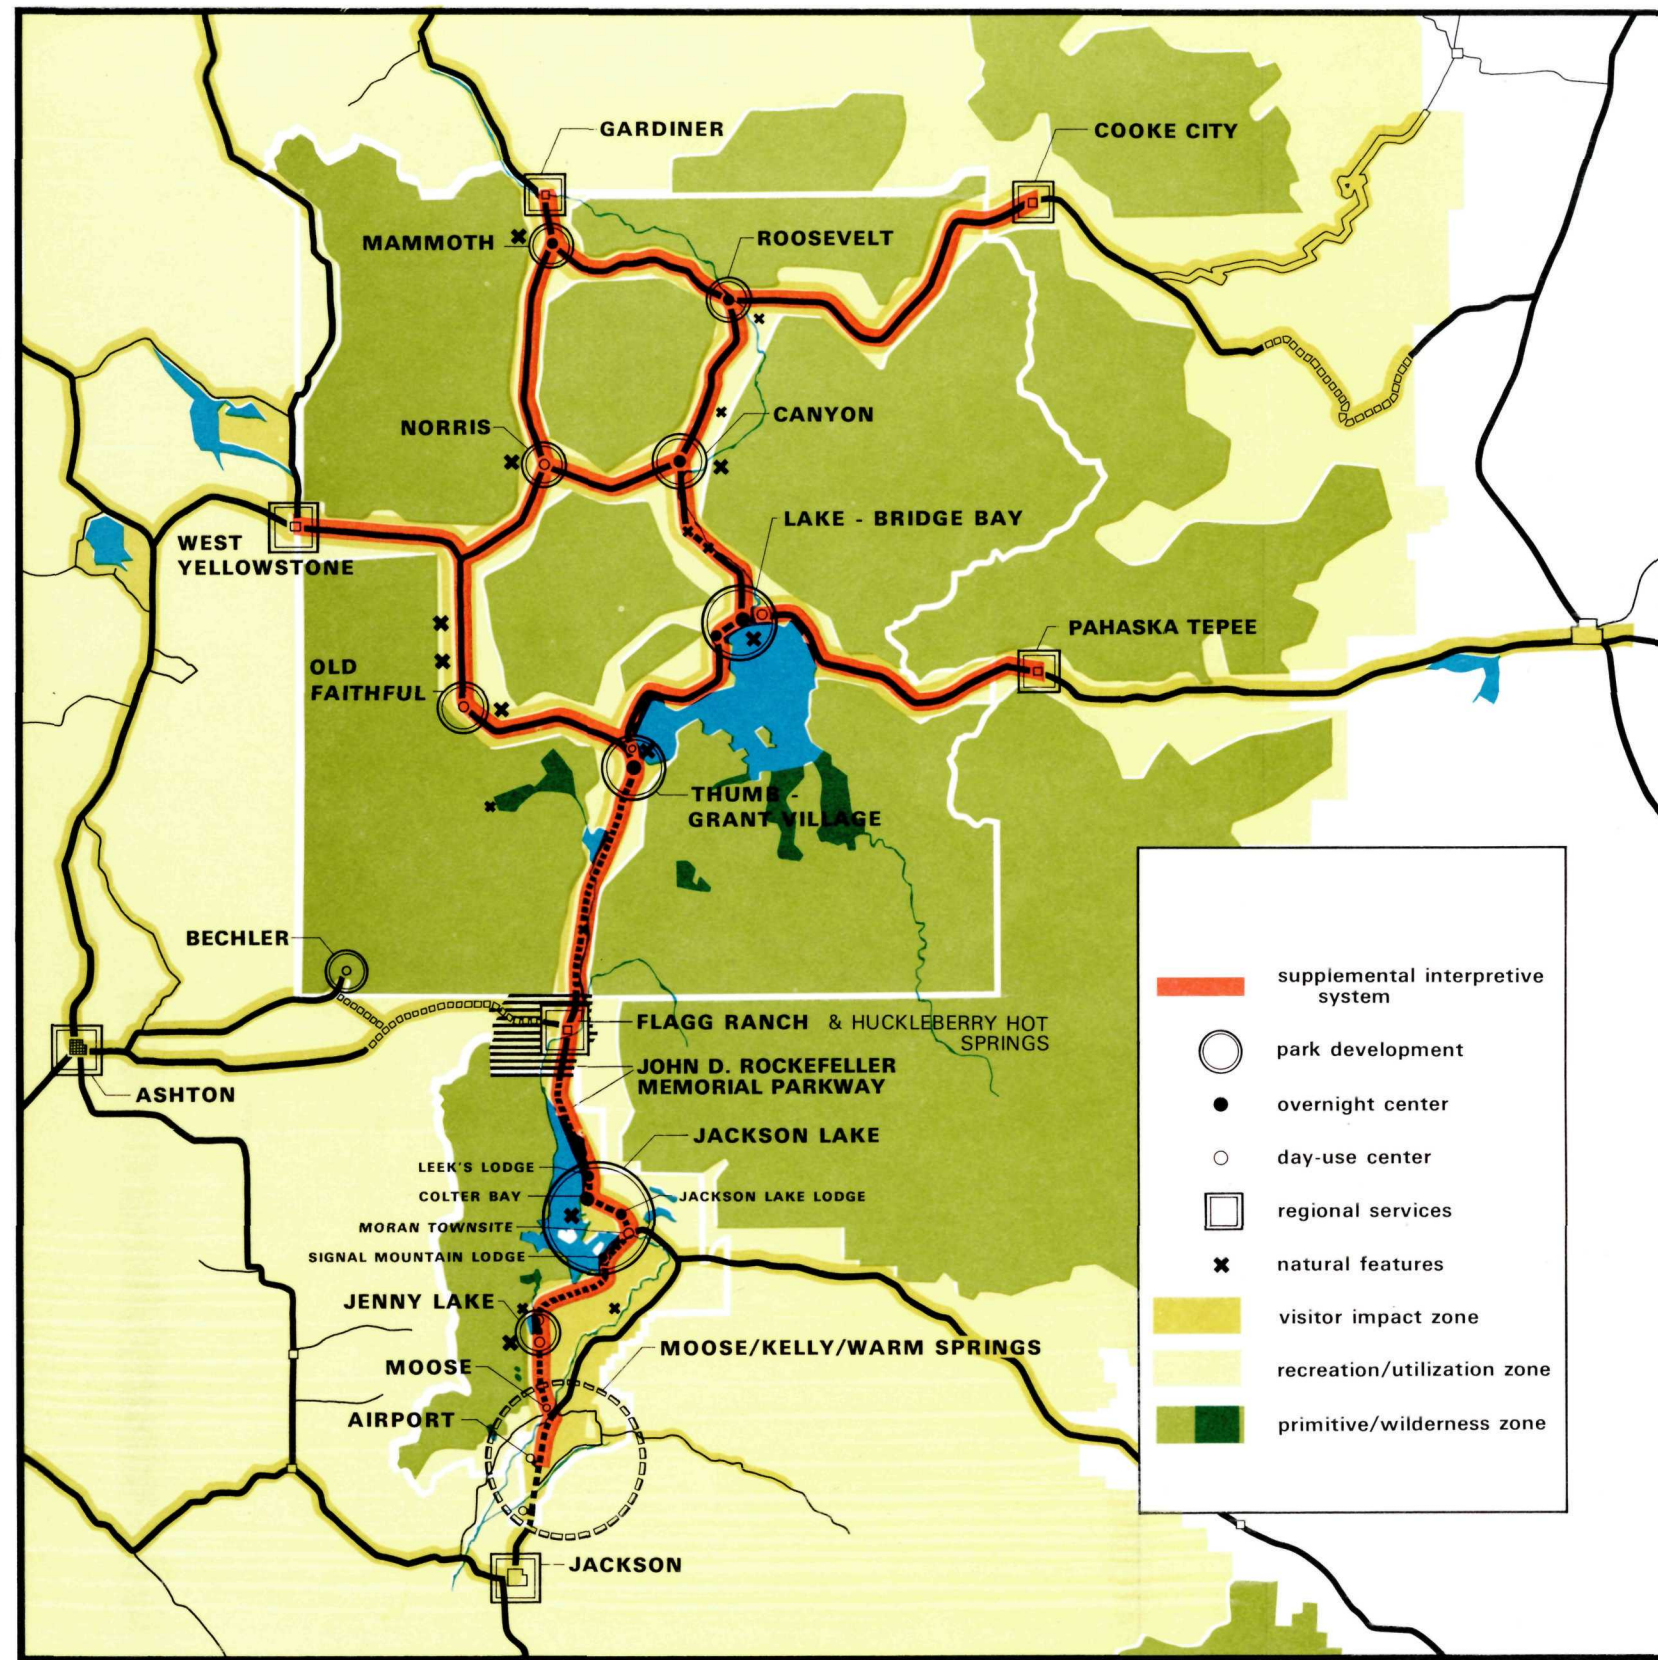 GARDINER
COOKE CITY
MAMMOTH
ROOSEVELT
NORRIS
CANYON
LAKE - BRIDGE BAY
WEST
YELLOWSTONE
OLD
FAITHFUL
PAHASKA TEPEE
THUMB -
GRANT VILLAGE
BECHLER
FLAGG RANCH & HUCKLEBERRY HOT
SPRINGS
JOHN D. ROCKEFELLER
MEMORIAL PARKWAY
ASHTON
JACKSON LAKE
LEEK'S LODGE
COLTER BAY
JACKSON LAKE LODGE
MORAN TOWNSITE
SIGNAL MOUNTAIN LODGE
JENNY LAKE
MOOSE/KELLY/WARM SPRINGS
MOOSE
AIRPORT
JACKSON
supplemental interpretive
system
park development
overnight center
day-use center
regional services
natural features
visitor impact zone
recreation/utilization zone
primitive/wilderness zone